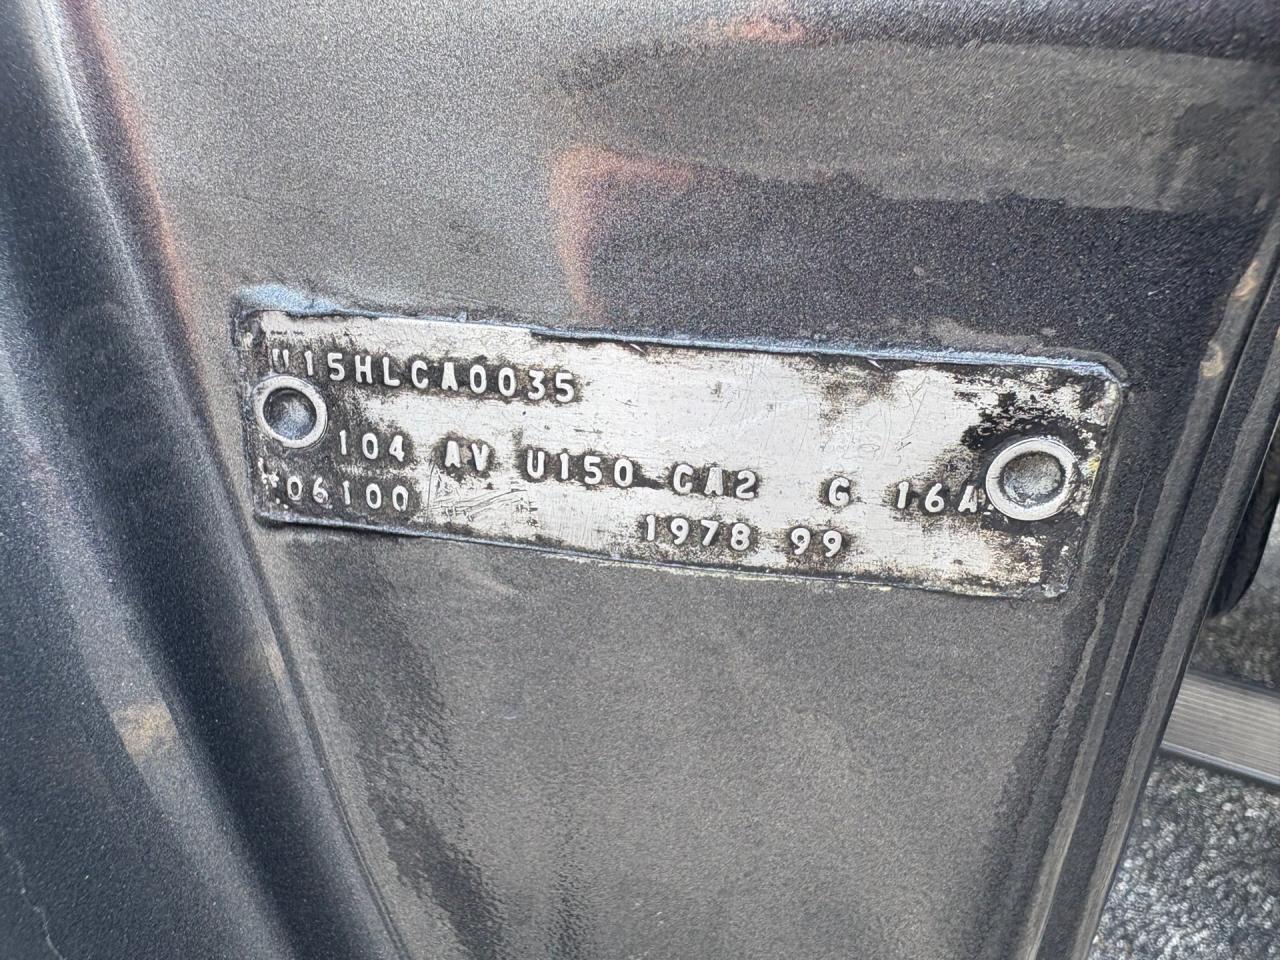 U15HLCA0035
104 AV U150 CA2 G 16A
*06100
1978 99